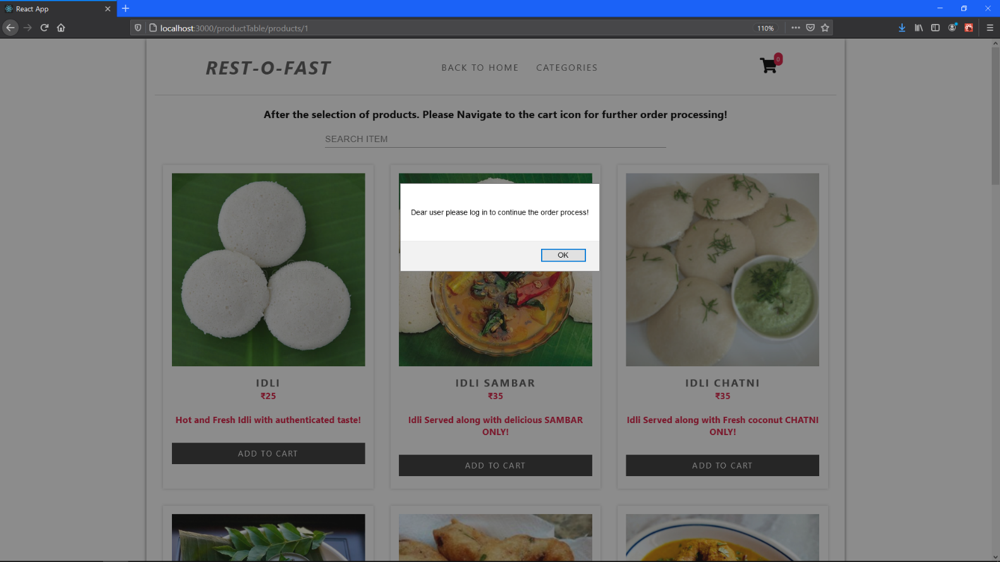 React App
localhost:3000/productTable/products/1
110%
REST-O-FAST
BACK TO HOME
CATEGORIES
0
After the selection of products. Please Navigate to the cart icon for further order processing!
SEARCH ITEM
Dear user please log in to continue the order process!
OK
IDLI
₹25
Hot and Fresh Idli with authenticated taste!
ADD TO CART
IDLI SAMBAR
₹35
Idli Served along with delicious SAMBAR
ONLY!
ADD TO CART
IDLI CHATNI
₹35
Idli Served along with Fresh coconut CHATNI
ONLY!
ADD TO CART